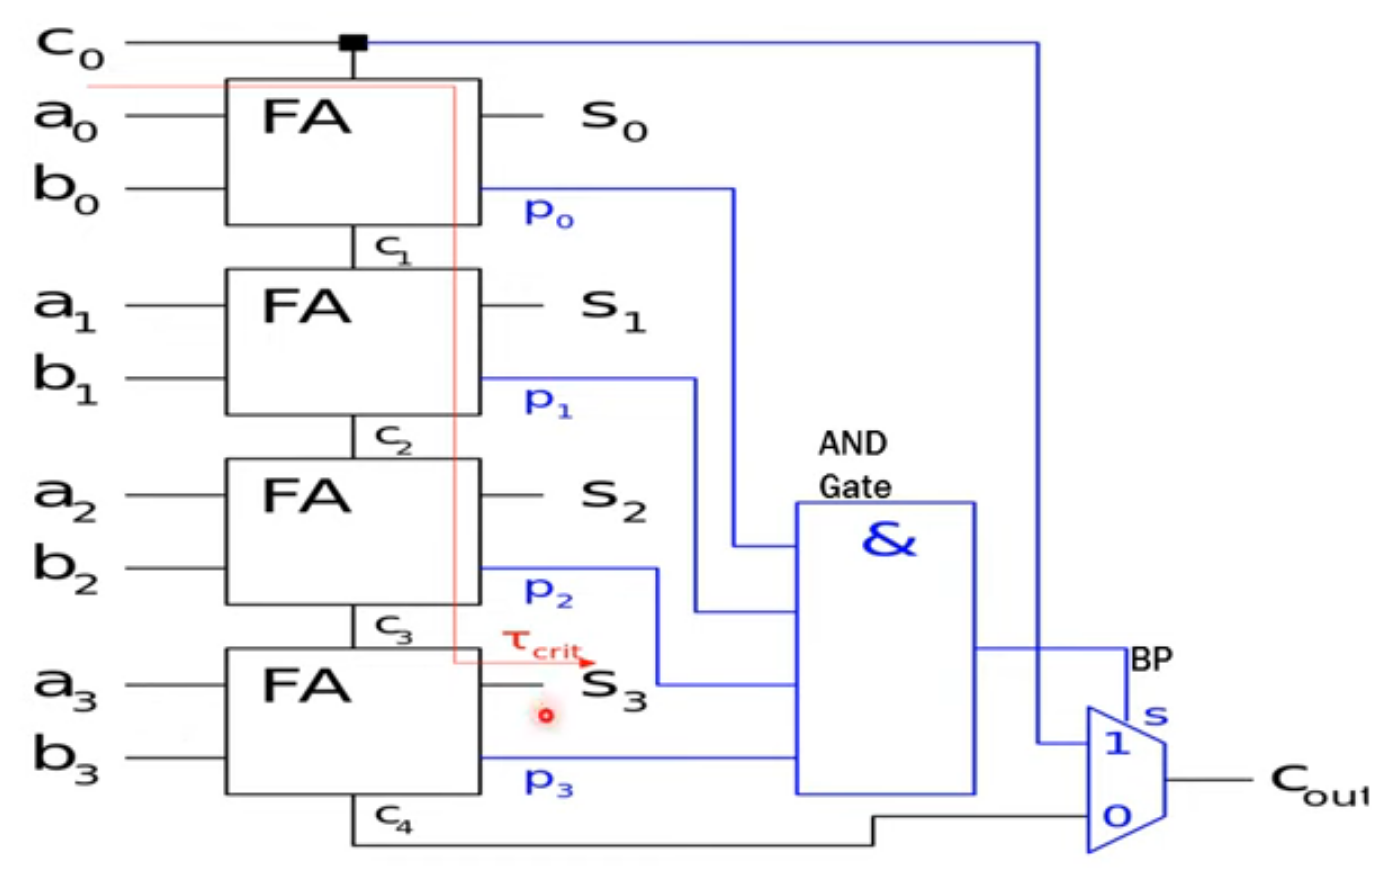 c0
a0 FA s0
b0 p0
c1
a1 FA s1
b1 p1
c2
AND
Gate
a2 FA s2
&
b2 p2
c3
τcrit
BP
a3 FA s3
s
1
b3 p3
cout
c4
0